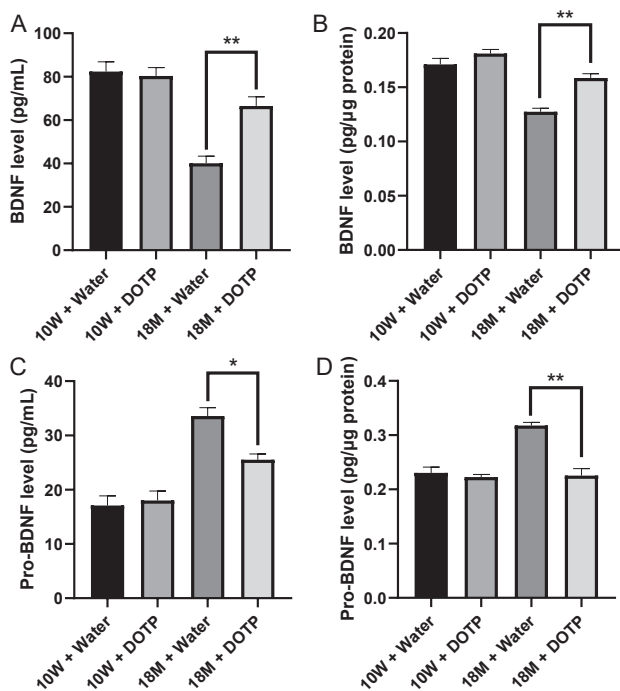 A
BDNF level (pg/mL)
100
80
60
40
20
0
**
10W + Water
10W + DOTP
18M + Water
18M + DOTP
B
BDNF level (pg/μg protein)
0.20
0.15
0.10
0.05
0.00
**
10W + Water
10W + DOTP
18M + Water
18M + DOTP
C
Pro-BDNF level (pg/mL)
40
30
20
10
0
*
10W + Water
10W + DOTP
18M + Water
18M + DOTP
D
Pro-BDNF level (pg/μg protein)
0.4
0.3
0.2
0.1
0.0
**
10W + Water
10W + DOTP
18M + Water
18M + DOTP